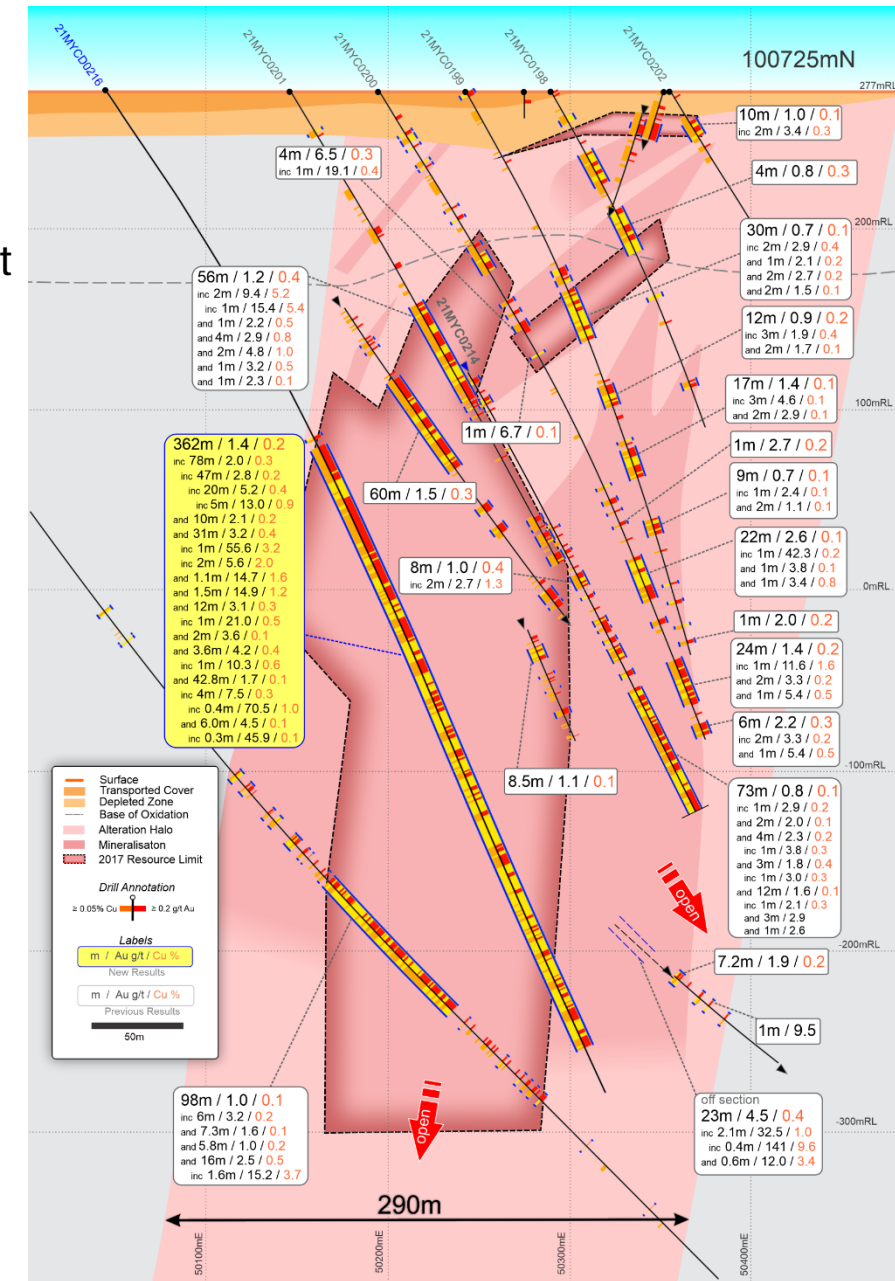 100725mN
21MYCD0216
21MYC0201
21MYC0200
21MYC0199
21MYC0198
21MYC0202
277mRL
t
10m / 1.0 / 0.1
inc 2m / 3.4 / 0.3
4m / 6.5 / 0.3
inc 1m / 19.1 / 0.4
4m / 0.8 / 0.3
200mRL
30m / 0.7 / 0.1
inc 2m / 2.9 / 0.4
and 1m / 2.1 / 0.2
and 2m / 2.7 / 0.2
and 2m / 1.5 / 0.1
56m / 1.2 / 0.4
inc 2m / 9.4 / 5.2
inc 1m / 15.4 / 5.4
and 1m / 2.2 / 0.5
and 4m / 2.9 / 0.8
and 2m / 4.8 / 1.0
and 1m / 3.2 / 0.5
and 1m / 2.3 / 0.1
21MYC0214
12m / 0.9 / 0.2
inc 3m / 1.9 / 0.4
and 2m / 1.7 / 0.1
17m / 1.4 / 0.1
inc 3m / 4.6 / 0.1
and 2m / 2.9 / 0.1
100mRL
1m / 6.7 / 0.1
1m / 2.7 / 0.2
362m / 1.4 / 0.2
inc 78m / 2.0 / 0.3
inc 47m / 2.8 / 0.2
inc 20m / 5.2 / 0.4
inc 5m / 13.0 / 0.9
and 10m / 2.1 / 0.2
and 31m / 3.2 / 0.4
inc 1m / 55.6 / 3.2
inc 2m / 5.6 / 2.0
and 1.1m / 14.7 / 1.6
and 1.5m / 14.9 / 1.2
and 12m / 3.1 / 0.3
inc 1m / 21.0 / 0.5
and 2m / 3.6 / 0.1
and 3.6m / 4.2 / 0.4
inc 1m / 10.3 / 0.6
and 42.8m / 1.7 / 0.1
inc 4m / 7.5 / 0.3
inc 0.4m / 70.5 / 1.0
and 6.0m / 4.5 / 0.1
inc 0.3m / 45.9 / 0.1
60m / 1.5 / 0.3
9m / 0.7 / 0.1
inc 1m / 2.4 / 0.1
and 2m / 1.1 / 0.1
22m / 2.6 / 0.1
inc 1m / 42.3 / 0.2
and 1m / 3.8 / 0.1
and 1m / 3.4 / 0.8
8m / 1.0 / 0.4
inc 2m / 2.7 / 1.3
0mRL
1m / 2.0 / 0.2
24m / 1.4 / 0.2
inc 1m / 11.6 / 1.6
and 2m / 3.3 / 0.2
and 1m / 5.4 / 0.5
6m / 2.2 / 0.3
inc 2m / 3.3 / 0.2
and 1m / 5.4 / 0.5
-100mRL
8.5m / 1.1 / 0.1
73m / 0.8 / 0.1
inc 1m / 2.9 / 0.2
and 2m / 2.0 / 0.1
and 4m / 2.3 / 0.2
inc 1m / 3.8 / 0.3
and 3m / 1.8 / 0.4
inc 1m / 3.0 / 0.3
and 12m / 1.6 / 0.1
inc 1m / 2.1 / 0.3
and 3m / 2.9
and 1m / 2.6
Surface
Transported Cover
Depleted Zone
Base of Oxidation
Alteration Halo
Mineralisaton
2017 Resource Limit
Drill Annotation
≥ 0.05% Cu ≥ 0.2 g/t Au
Labels
m / Au g/t / Cu %
New Results
m / Au g/t / Cu %
Previous Results
50m
open
-200mRL
7.2m / 1.9 / 0.2
1m / 9.5
98m / 1.0 / 0.1
inc 6m / 3.2 / 0.2
and 7.3m / 1.6 / 0.1
and 5.8m / 1.0 / 0.2
and 16m / 2.5 / 0.5
inc 1.6m / 15.2 / 3.7
open
off section
23m / 4.5 / 0.4
inc 2.1m / 32.5 / 1.0
inc 0.4m / 141 / 9.6
and 0.6m / 12.0 / 3.4
-300mRL
290m
50100mE
50200mE
50300mE
50400mE